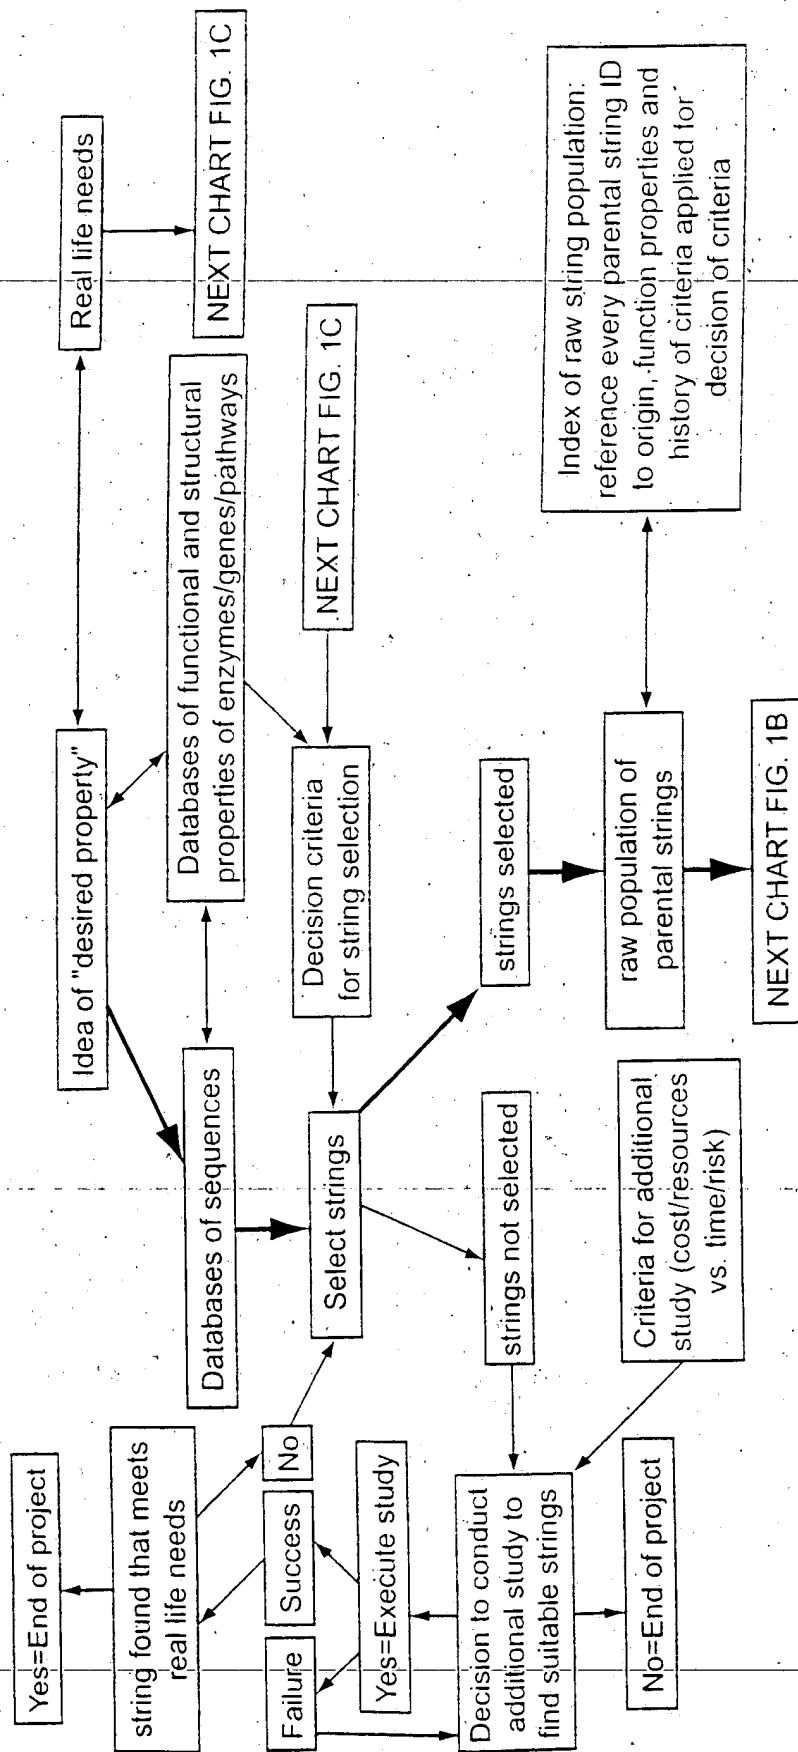 Yes=End of project
string found that meets
real life needs
No
Success
Failure
Yes=Execute study
Decision to conduct
additional study to
find suitable strings
No=End of project
Idea of "desired property"
Real life needs
NEXT CHART FIG. 1C
Databases of sequences
Databases of functional and structural
properties of enzymes/genes/pathways
Select strings
Decision criteria
for string selection
NEXT CHART FIG. 1C
strings not selected
strings selected
Criteria for additional
study (cost/resources
vs. time/risk)
raw population of
parental strings
NEXT CHART FIG. 1B
Index of raw string population:
reference every parental string ID
to origin, function properties and
history of criteria applied for
decision of criteria